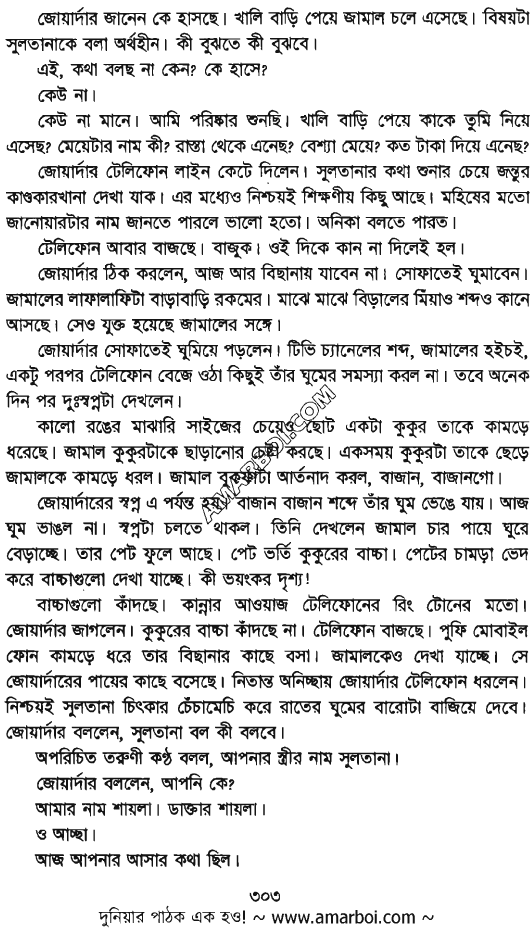 জোয়ার্দার জানেন কে হাসছে। খালি বাড়ি পেয়ে জামাল চলে এসেছে। বিষয়টা
সুলতানাকে বলা অর্থহীন। কী বুঝতে কী বুঝবে।
এই, কথা বলছ না কেন? কে হাসে?
কেউ না।
কেউ না মানে। আমি পরিষ্কার শুনছি। খালি বাড়ি পেয়ে কাকে তুমি নিয়ে
এসেছ? মেয়েটার নাম কী? রাস্তা থেকে এনেছ? বেশ্যা মেয়ে? কত টাকা দিয়ে এনেছ?
জোয়ার্দার টেলিফোন লাইন কেটে দিলেন। সুলতানার কথা শুনার চেয়ে জন্তুর
কাণ্ডকারখানা দেখা যাক। এর মধ্যেও নিশ্চয়ই শিক্ষণীয় কিছু আছে। মহিষের মতো
জানোয়ারটার নাম জানতে পারলে ভালো হতো। অনিকা বলতে পারত।
টেলিফোন আবার বাজছে। বাজুক। ওই দিকে কান না দিলেই হল।
জোয়ার্দার ঠিক করলেন, আজ আর বিছানায় যাবেন না। সোফাতেই ঘুমাবেন।
জামালের লাফালাফিটা বাড়াবাড়ি রকমের। মাঝে মাঝে বিড়ালের মিঁয়াও শব্দও কানে
আসছে। সেও যুক্ত হয়েছে জামালের সঙ্গে।
জোয়ার্দার সোফাতেই ঘুমিয়ে পড়লেন। টিভি চ্যানেলের শব্দ, জামালের হইচই,
একটু পরপর টেলিফোন বেজে ওঠা কিছুই তাঁর ঘুমের সমস্যা করল না। তবে অনেক
দিন পর দুঃস্বপ্নটা দেখলেন।
কালো রঙের মাঝারি সাইজের চেয়েও ছোট একটা কুকুর তাকে কামড়ে
ধরেছে। জামাল কুকুরটাকে ছাড়ানোর চেষ্টা করছে। একসময় কুকুরটা তাকে ছেড়ে
জামালকে কামড়ে ধরল। জামাল বুকফাটা আর্তনাদ করল, বাজান, বাজানগো।
জোয়ার্দারের স্বপ্ন এ পর্যন্ত হয়। বাজান বাজান শব্দে তাঁর ঘুম ভেঙে যায়। আজ
ঘুম ভাঙল না। স্বপ্নটা চলতে থাকল। তিনি দেখলেন জামাল চার পায়ে ঘুরে
বেড়াচ্ছে। তার পেট ফুলে আছে। পেট ভর্তি কুকুরের বাচ্চা। পেটের চামড়া ভেদ
করে বাচ্চাগুলো দেখা যাচ্ছে। কী ভয়ংকর দৃশ্য!
বাচ্চাগুলো কাঁদছে। কান্নার আওয়াজ টেলিফোনের রিং টোনের মতো।
জোয়ার্দার জাগলেন। কুকুরের বাচ্চা কাঁদছে না। টেলিফোন বাজছে। পুফি মোবাইল
ফোন কামড়ে ধরে তার বিছানার কাছে বসা। জামালকেও দেখা যাচ্ছে। সে
জোয়ার্দারের পায়ের কাছে বসেছে। নিতান্ত অনিচ্ছায় জোয়ার্দার টেলিফোন ধরলেন।
নিশ্চয়ই সুলতানা চিৎকার চেঁচামেচি করে রাতের ঘুমের বারোটা বাজিয়ে দেবে।
জোয়ার্দার বললেন, সুলতানা বল কী বলবে।
অপরিচিত তরুণী কণ্ঠ বলল, আপনার স্ত্রীর নাম সুলতানা।
জোয়ার্দার বললেন, আপনি কে?
আমার নাম শায়লা। ডাক্তার শায়লা।
ও আচ্ছা।
আজ আপনার আসার কথা ছিল।
৩০৩
দুনিয়ার পাঠক এক হও! ~ www.amarboi.com ~
AMARBOI.COM